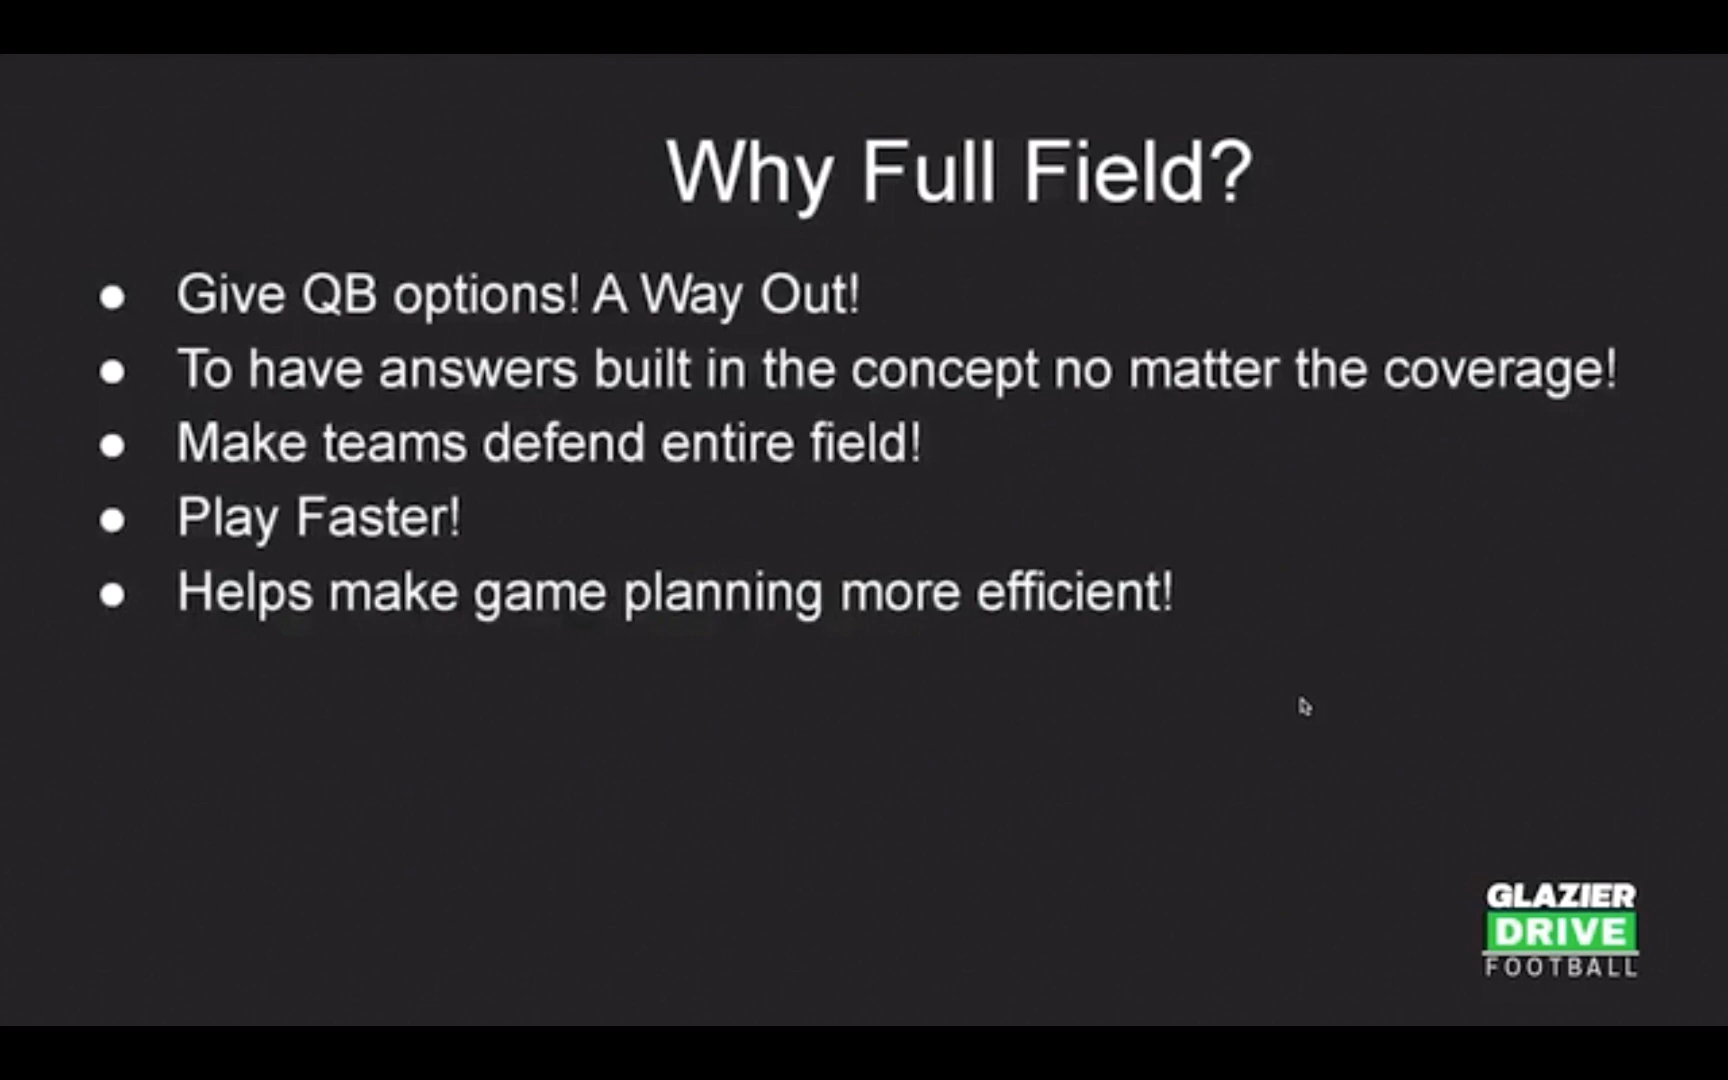 Why Full Field?
● Give QB options! A Way Out!
● To have answers built in the concept no matter the coverage!
● Make teams defend entire field!
● Play Faster!
● Helps make game planning more efficient!
GLAZIER
DRIVE
FOOTBALL